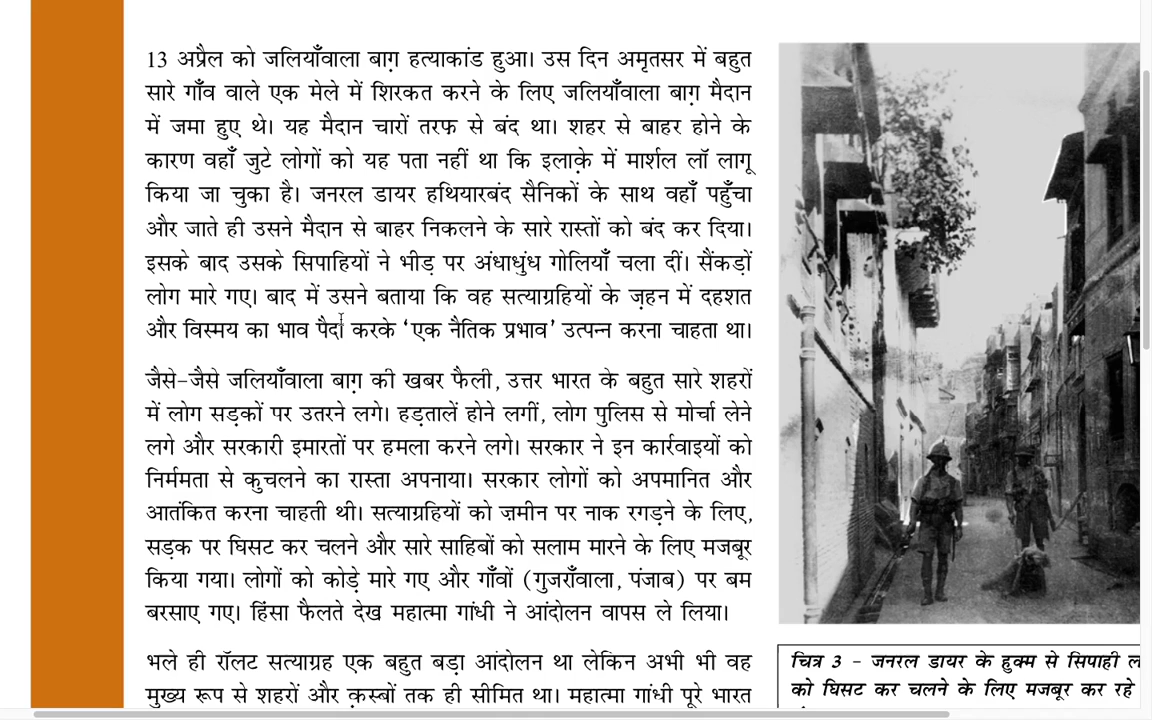 13 अप्रैल को जलियाँवाला बाग़ हत्याकांड हुआ। उस दिन अमृतसर में बहुत
सारे गाँव वाले एक मेले में शिरकत करने के लिए जलियाँवाला बाग़ मैदान
में जमा हुए थे। यह मैदान चारों तरफ से बंद था। शहर से बाहर होने के
कारण वहाँ जुटे लोगों को यह पता नहीं था कि इलाक़े में मार्शल लॉ लागू
किया जा चुका है। जनरल डायर हथियारबंद सैनिकों के साथ वहाँ पहुँचा
और जाते ही उसने मैदान से बाहर निकलने के सारे रास्तों को बंद कर दिया।
इसके बाद उसके सिपाहियों ने भीड़ पर अंधाधुंध गोलियाँ चला दीं। सैंकड़ों
लोग मारे गए। बाद में उसने बताया कि वह सत्याग्रहियों के ज़हन में दहशत
और विस्मय का भाव पैदा करके ‘एक नैतिक प्रभाव’ उत्पन्न करना चाहता था।
जैसे-जैसे जलियाँवाला बाग़ की खबर फैली, उत्तर भारत के बहुत सारे शहरों
में लोग सड़कों पर उतरने लगे। हड़तालें होने लगीं, लोग पुलिस से मोर्चा लेने
लगे और सरकारी इमारतों पर हमला करने लगे। सरकार ने इन कार्रवाइयों को
निर्ममता से कुचलने का रास्ता अपनाया। सरकार लोगों को अपमानित और
आतंकित करना चाहती थी। सत्याग्रहियों को ज़मीन पर नाक रगड़ने के लिए,
सड़क पर घिसट कर चलने और सारे साहिबों को सलाम मारने के लिए मजबूर
किया गया। लोगों को कोड़े मारे गए और गाँवों (गुजराँवाला, पंजाब) पर बम
बरसाए गए। हिंसा फैलते देख महात्मा गांधी ने आंदोलन वापस ले लिया।
भले ही रॉलट सत्याग्रह एक बहुत बड़ा आंदोलन था लेकिन अभी भी वह
मुख्य रूप से शहरों और क़स्बों तक ही सीमित था। महात्मा गांधी पूरे भारत
चित्र 3 – जनरल डायर के हुक्म से सिपाही
को घिसट कर चलने के लिए मजबूर कर रहे